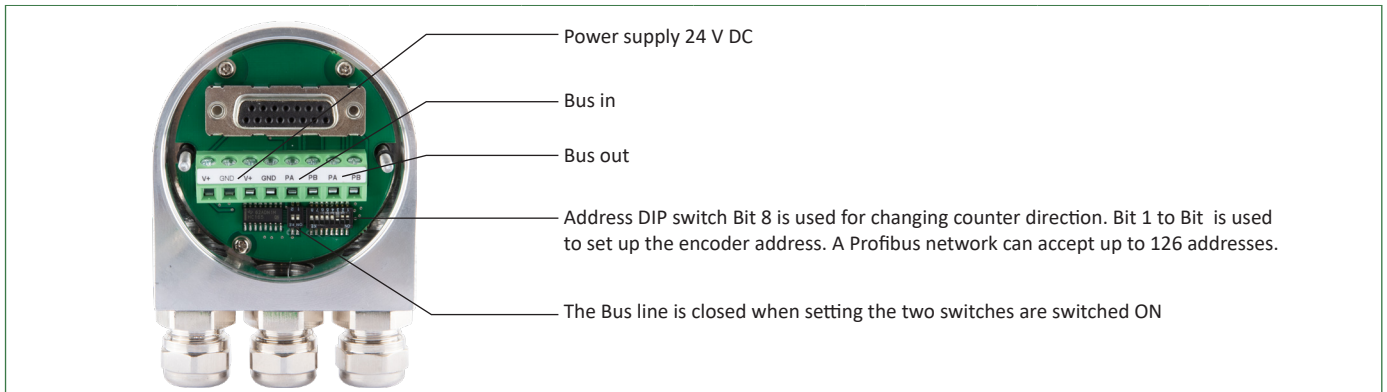 Power supply 24 V DC
Bus in
Bus out
V+ GND V+ GND PA PB PA PB
Address DIP switch Bit 8 is used for changing counter direction. Bit 1 to Bit  is used
to set up the encoder address. A Profibus network can accept up to 126 addresses.
The Bus line is closed when setting the two switches are switched ON